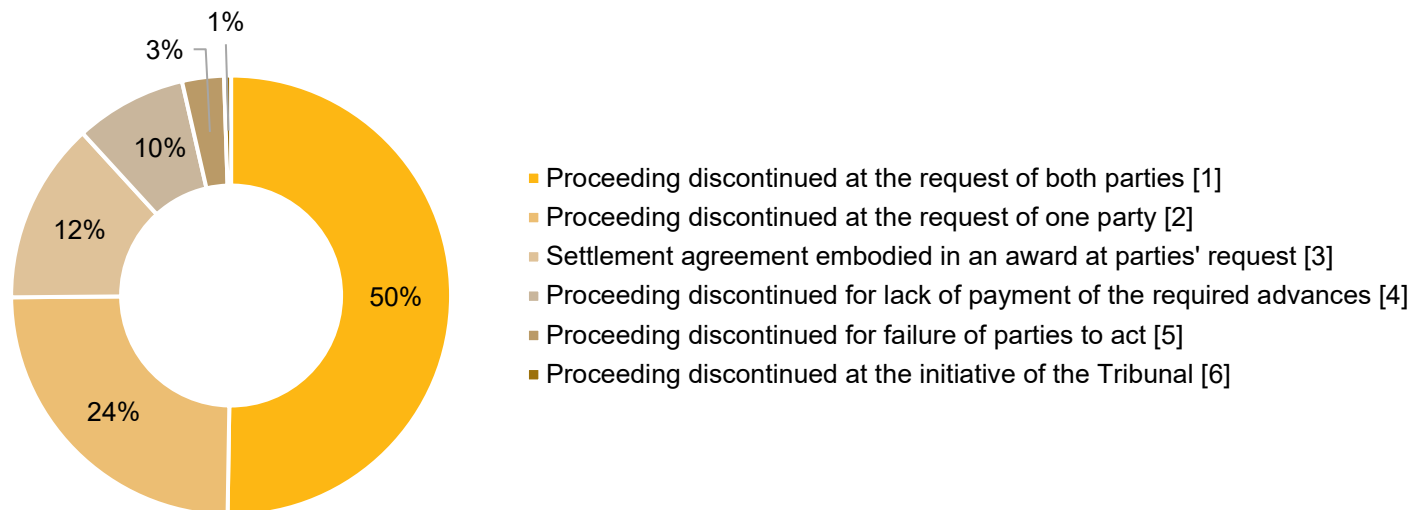 1%
3%
10%
12%
50%
24%
Proceeding discontinued at the request of both parties [1]
Proceeding discontinued at the request of one party [2]
Settlement agreement embodied in an award at parties' request [3]
Proceeding discontinued for lack of payment of the required advances [4]
Proceeding discontinued for failure of parties to act [5]
Proceeding discontinued at the initiative of the Tribunal [6]